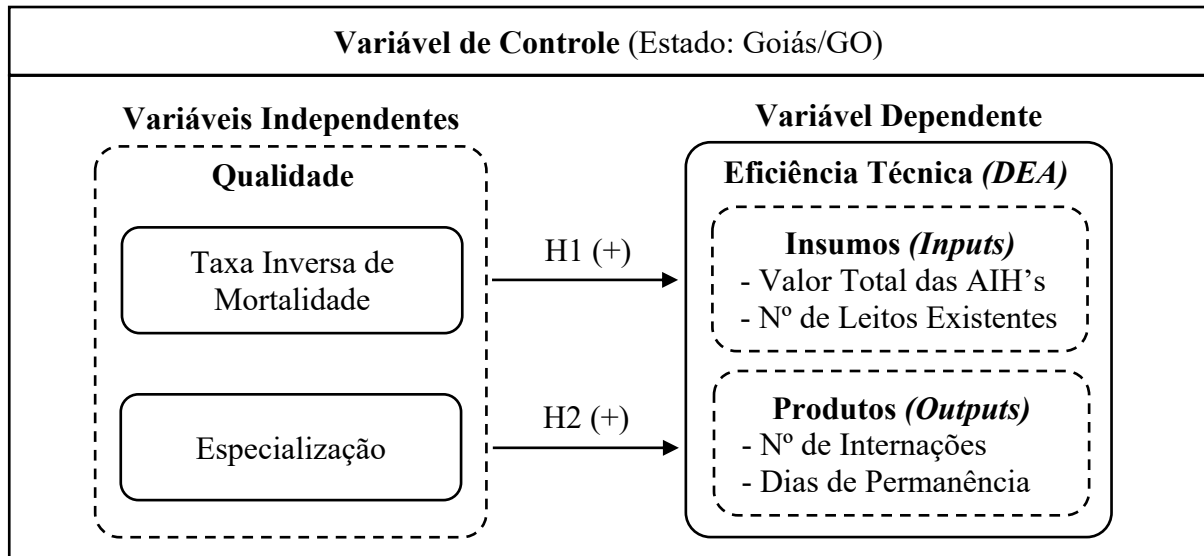 Variável de Controle (Estado: Goiás/GO)
Variáveis Independentes
Qualidade
Taxa Inversa de
Mortalidade
Especialização
H1 (+)
H2 (+)
Variável Dependente
Eficiência Técnica (DEA)
Insumos (Inputs)
- Valor Total das AIH’s
- Nº de Leitos Existentes
Produtos (Outputs)
- Nº de Internações
- Dias de Permanência